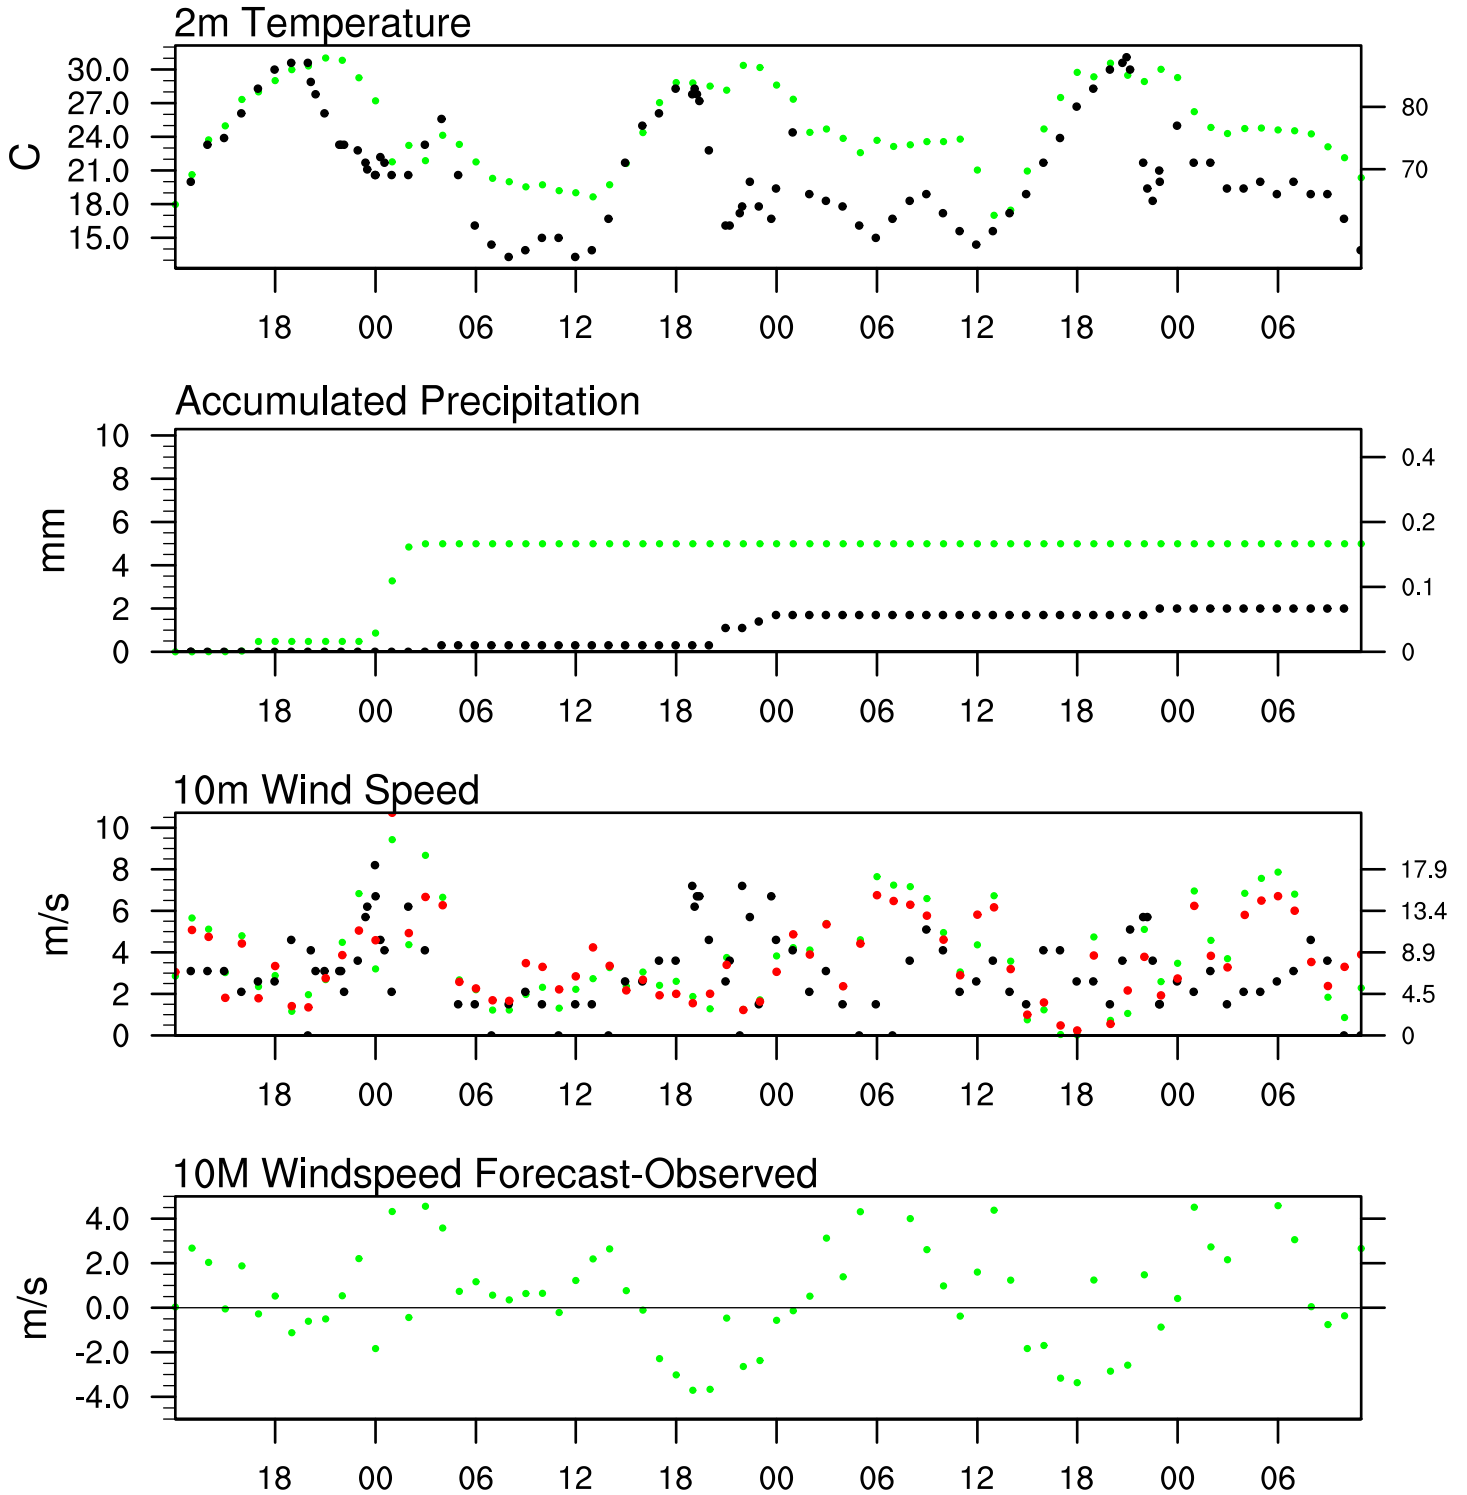 2m Temperature
30.0
27.0
24.0
21.0
18.0
15.0
C
80
70
18 00 06 12 18 00 06 12 18 00 06
Accumulated Precipitation
10
8
6
4
2
0
mm
0.4
0.2
0.1
0
18 00 06 12 18 00 06 12 18 00 06
10m Wind Speed
10
8
6
4
2
0
m/s
17.9
13.4
8.9
4.5
0
18 00 06 12 18 00 06 12 18 00 06
10M Windspeed Forecast-Observed
4.0
2.0
0.0
-2.0
-4.0
m/s
18 00 06 12 18 00 06 12 18 00 06